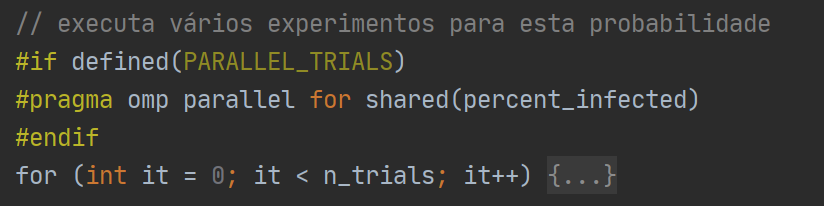 // executa vários experimentos para esta probabilidade
#if defined(PARALLEL_TRIALS)
#pragma omp parallel for shared(percent_infected)
#endif
for (int it = 0; it < n_trials; it++) {...}